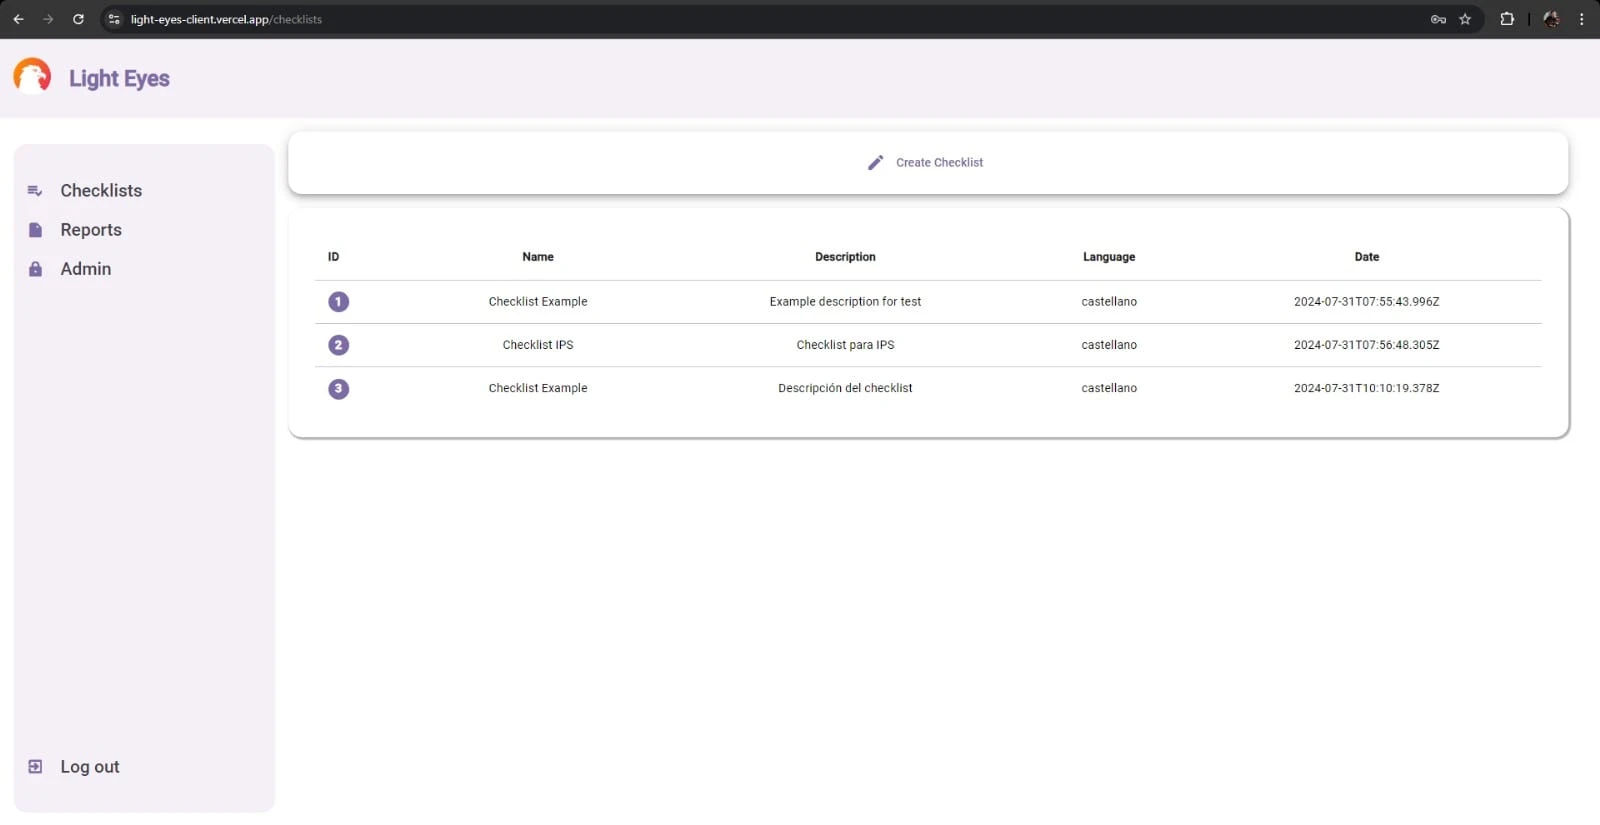 light-eyes-client.vercel.app/checklists
Light Eyes
Create Checklist
Checklists
Reports
Admin
ID Name Description Language Date
1 Checklist Example Example description for test castellano 2024-07-31T07:55:43.996Z
2 Checklist IPS Checklist para IPS castellano 2024-07-31T07:56:48.305Z
3 Checklist Example Descripción del checklist castellano 2024-07-31T10:10:19.378Z
Log out